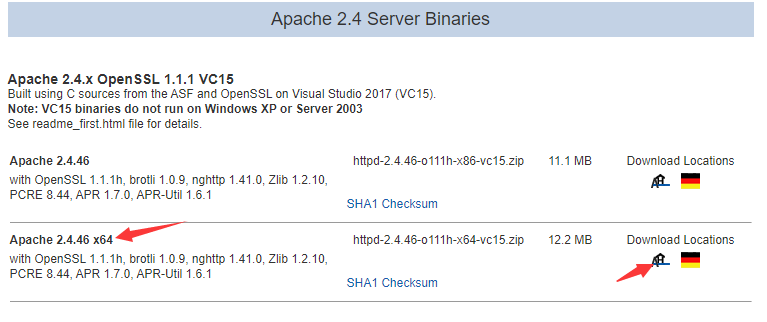 Apache 2.4 Server Binaries
Apache 2.4.x OpenSSL 1.1.1 VC15
Built using C sources from the ASF and OpenSSL on Visual Studio 2017 (VC15).
Note: VC15 binaries do not run on Windows XP or Server 2003
See readme_first.html file for details.
Apache 2.4.46 httpd-2.4.46-o111h-x86-vc15.zip 11.1 MB Download Locations
with OpenSSL 1.1.1h, brotli 1.0.9, nghttp 1.41.0, Zlib 1.2.10,
PCRE 8.44, APR 1.7.0, APR-Util 1.6.1
SHA1 Checksum
Apache 2.4.46 x64 httpd-2.4.46-o111h-x64-vc15.zip 12.2 MB Download Locations
with OpenSSL 1.1.1h, brotli 1.0.9, nghttp 1.41.0, Zlib 1.2.10,
PCRE 8.44, APR 1.7.0, APR-Util 1.6.1
SHA1 Checksum